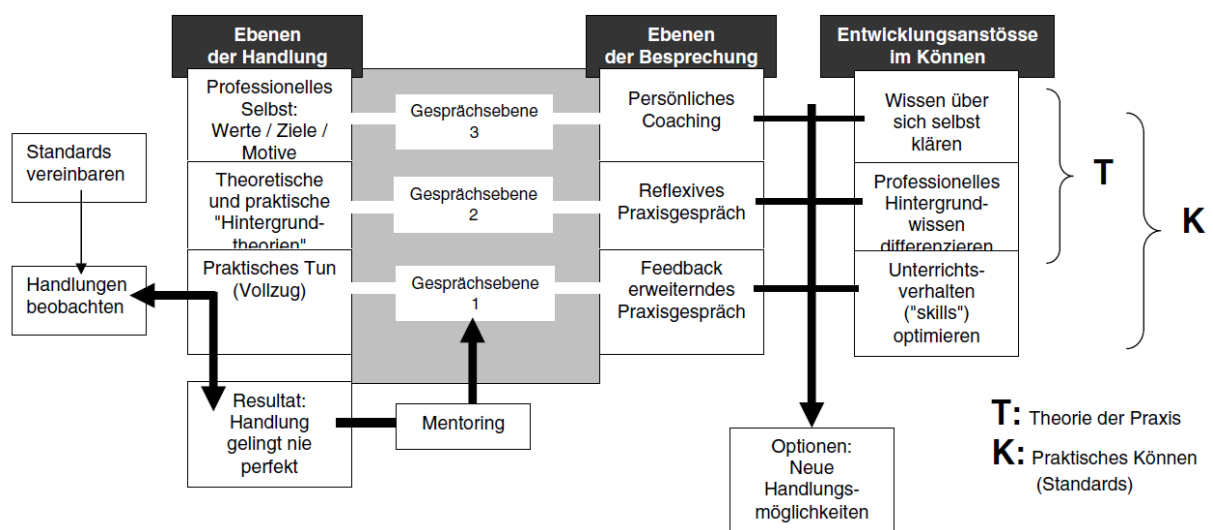 Ebenen
der Handlung
Ebenen
der Besprechung
Entwicklungsanstösse
im Können
Standards
vereinbaren
Handlungen
beobachten
Professionelles
Selbst:
Werte / Ziele /
Motive
Gesprächsebene
3
Persönliches
Coaching
Wissen über
sich selbst
klären
Theoretische
und praktische
"Hintergrund-
theorien"
Gesprächsebene
2
Reflexives
Praxisgespräch
Professionelles
Hintergrund-
wissen
differenzieren
Praktisches Tun
(Vollzug)
Gesprächsebene
1
Feedback
erweiterndes
Praxisgespräch
Unterrichts-
verhalten
("skills")
optimieren
T
K
Resultat:
Handlung
gelingt nie
perfekt
Mentoring
Optionen:
Neue
Handlungs-
möglichkeiten
T: Theorie der Praxis
K: Praktisches Können
(Standards)